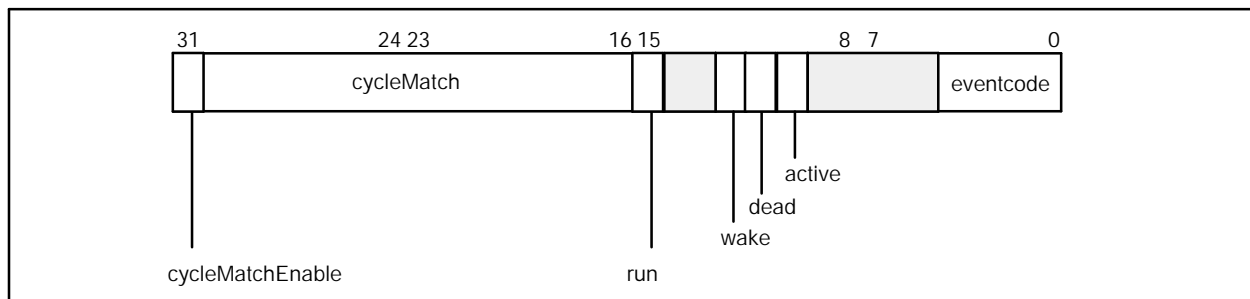 31 24 23 16 15 8 7 0
cycleMatch eventcode
active
dead
wake
cycleMatchEnable run